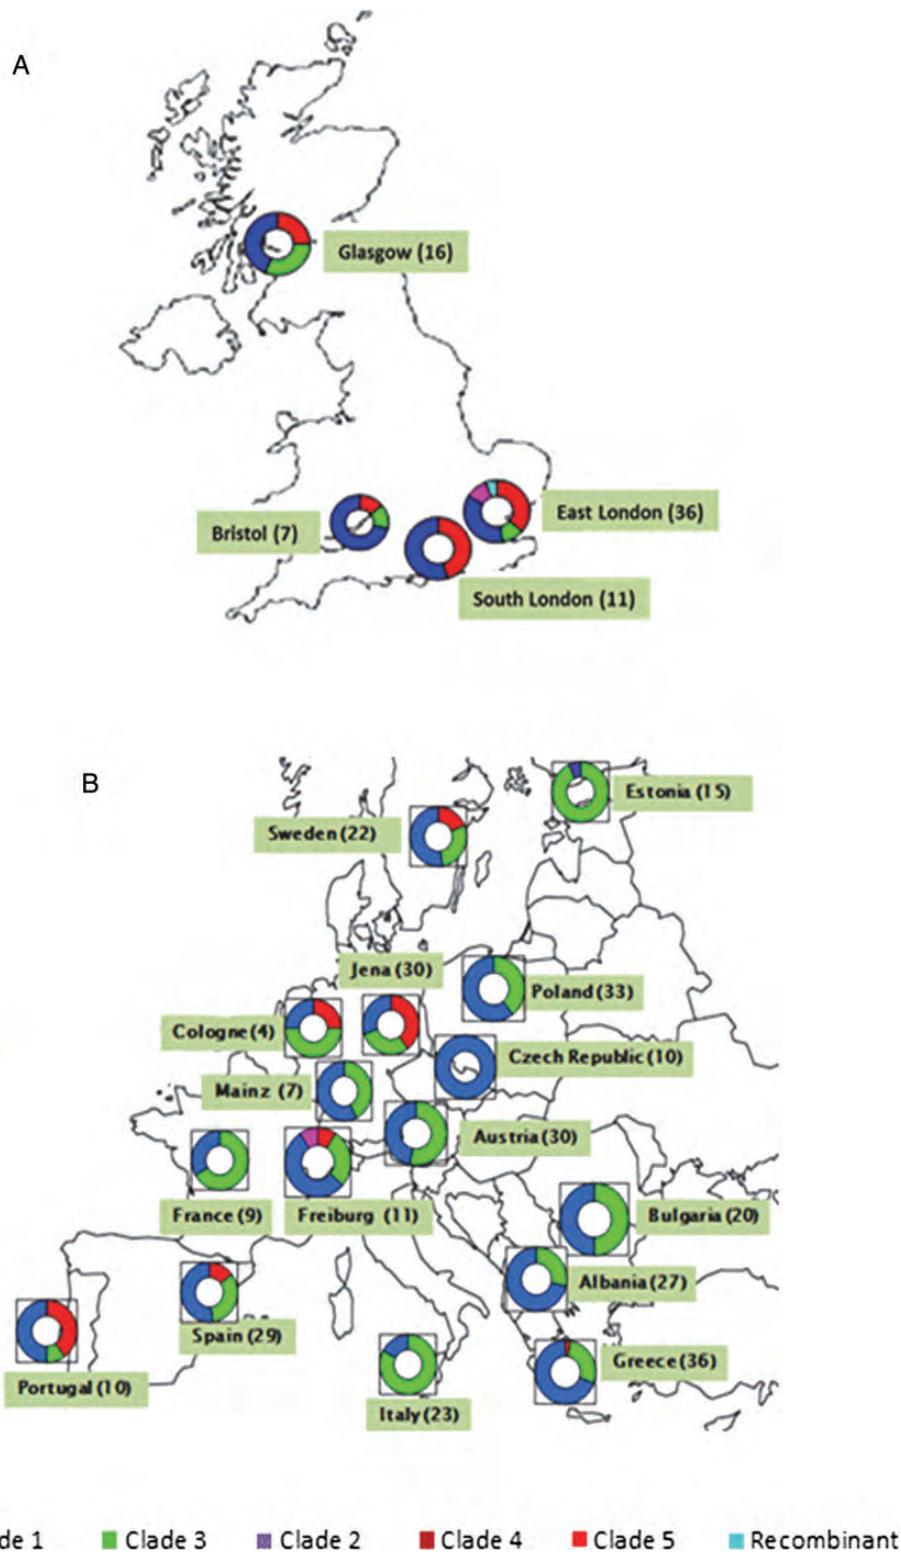 A
Glasgow (16)
East London (36)
Bristol (7)
South London (11)
B
Estonia (15)
Sweden (22)
Jena (30)
Poland (33)
Cologne (4)
Czech Republic (10)
Mainz (7)
Austria (30)
France (9)
Freiburg (11)
Bulgaria (20)
Albania (27)
Spain (29)
Greece (36)
Portugal (10)
Italy (23)
de 1 Clade 3 Clade 2 Clade 4 Clade 5 Recombinant